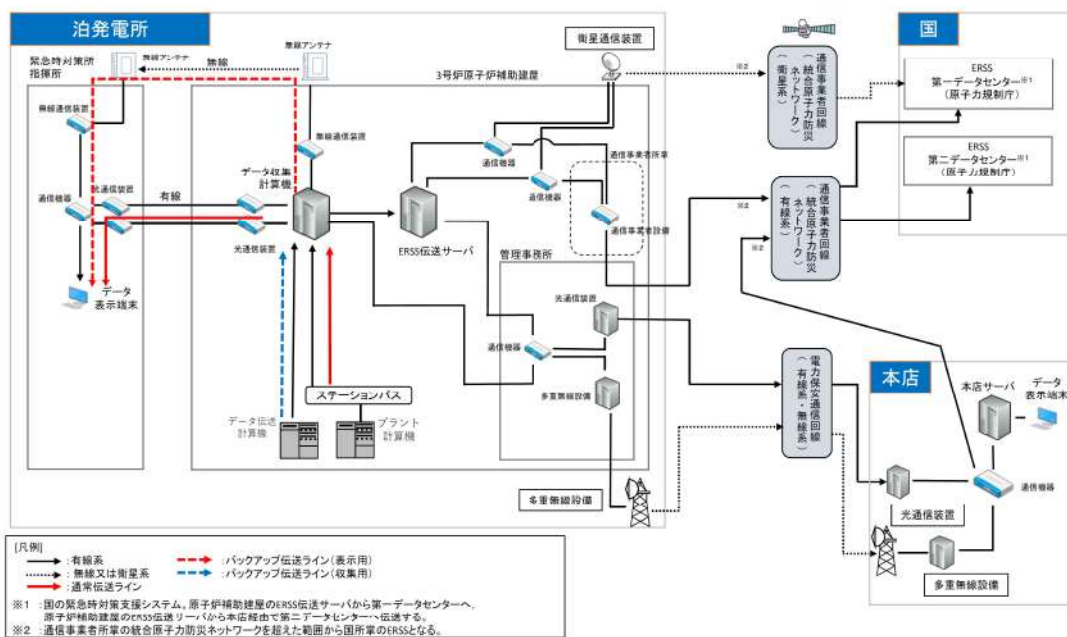 泊発電所
国
本店
緊急時対策所
指揮所
無線アンテナ
無線
無線アンテナ
3号炉原子炉補助建屋
衛星通信装置
※2
通信事業者回線
(統合原子力防災
ネットワーク)
(衛星系)
ERSS
第一データセンター※1
(原子力規制庁)
ERSS
第二データセンター※1
(原子力規制庁)
無線通信装置
無線通信装置
通信機器
光通信装置
有線
データ収集
計算機
光通信装置
データ
表示端末
ERSS伝送サーバ
通信機器
通信機器
通信事業者所掌
通信事業者設備
※2
※2
通信事業者回線
(統合原子力防災
ネットワーク)
(有線系)
管理事務所
光通信装置
通信機器
多重無線設備
ステーションバス
データ伝送
計算機
プラント
計算機
電力保安通信回線
(有線系・無線系)
多重無線設備
本店サーバ
データ
表示端末
通信機器
光通信装置
多重無線設備
[凡例]
:有線系
:無線又は衛星系
:通常伝送ライン
:バックアップ伝送ライン(表示用)
:バックアップ伝送ライン(収集用)
※1 :国の緊急時対策支援システム。原子炉補助建屋のERSS伝送サーバから第一データセンターへ、
原子炉補助建屋のERSS伝送サーバから本店経由で第二データセンターへ伝送する。
※2 :通信事業者所掌の統合原子力防災ネットワークを超えた範囲から国所掌のERSSとなる。